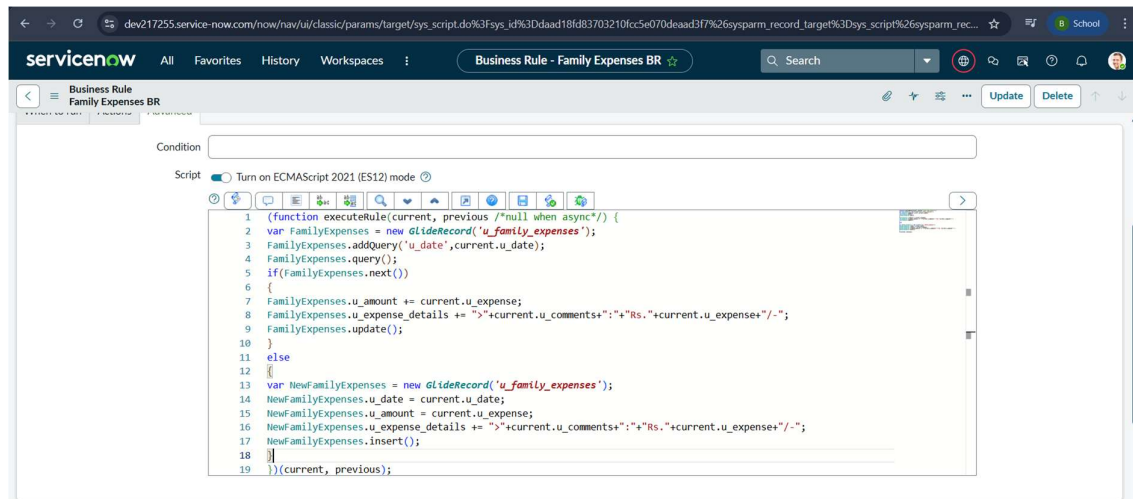 dev217255.service-now.com/now/nav/ui/classic/params/target/sys_script.do%3Fsys_id%3Ddaad18fd83703210fcc5e070deaad3f7%26sysparm_record_target%3Dsys_script%26sysparm_rec...
B School
servicenow All Favorites History Workspaces Business Rule - Family Expenses BR Search
Business Rule
Family Expenses BR
Update Delete
When to run Actions Advanced
Condition
Script Turn on ECMAScript 2021 (ES12) mode
1 (function executeRule(current, previous /*null when async*/) {
2 var FamilyExpenses = new GlideRecord('u_family_expenses');
3 FamilyExpenses.addQuery('u_date',current.u_date);
4 FamilyExpenses.query();
5 if(FamilyExpenses.next())
6 {
7 FamilyExpenses.u_amount += current.u_expense;
8 FamilyExpenses.u_expense_details += ">"+current.u_comments+":"+"Rs."+current.u_expense+"/-";
9 FamilyExpenses.update();
10 }
11 else
12 {
13 var NewFamilyExpenses = new GlideRecord('u_family_expenses');
14 NewFamilyExpenses.u_date = current.u_date;
15 NewFamilyExpenses.u_amount = current.u_expense;
16 NewFamilyExpenses.u_expense_details += ">"+current.u_comments+":"+"Rs."+current.u_expense+"/-";
17 NewFamilyExpenses.insert();
18 }
19 })(current, previous);